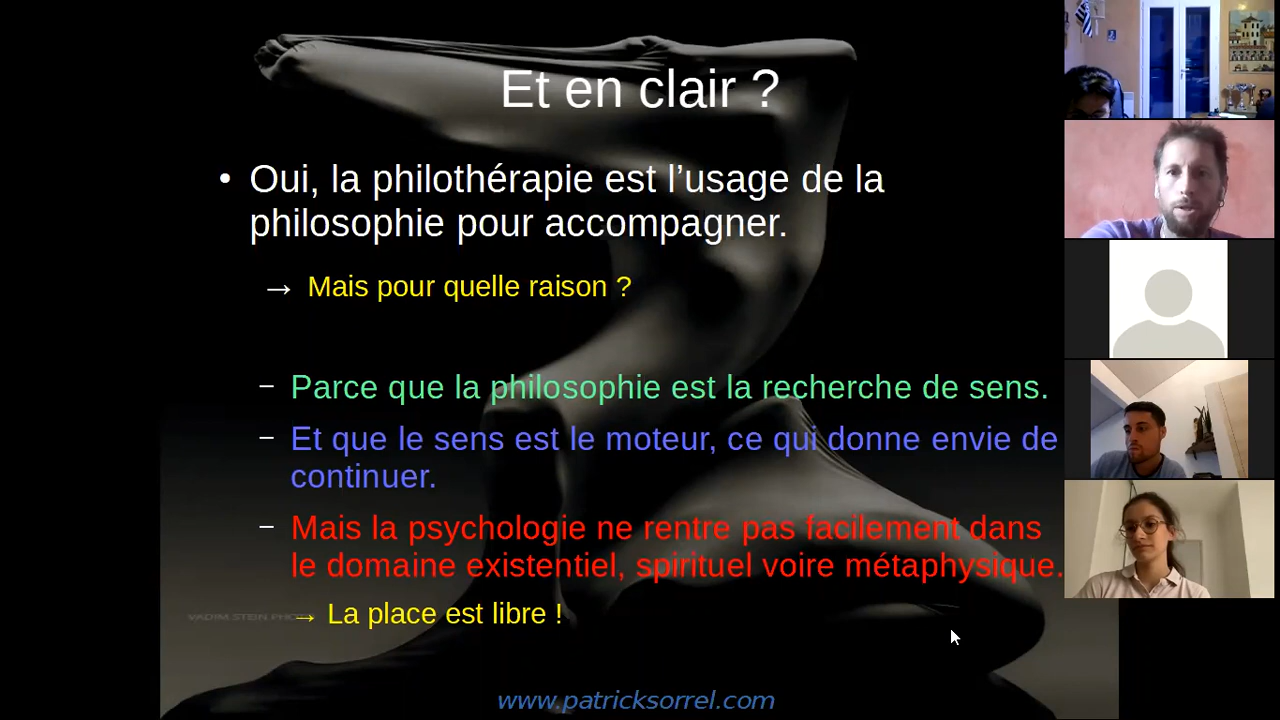 Et en clair ?
• Oui, la philothérapie est l’usage de la
philosophie pour accompagner.
→ Mais pour quelle raison ?
– Parce que la philosophie est la recherche de sens.
– Et que le sens est le moteur, ce qui donne envie de
continuer.
– Mais la psychologie ne rentre pas facilement dans
le domaine existentiel, spirituel voire métaphysique.
VADIM STEIN PHOTO
→ La place est libre !
www.patricksorrel.com